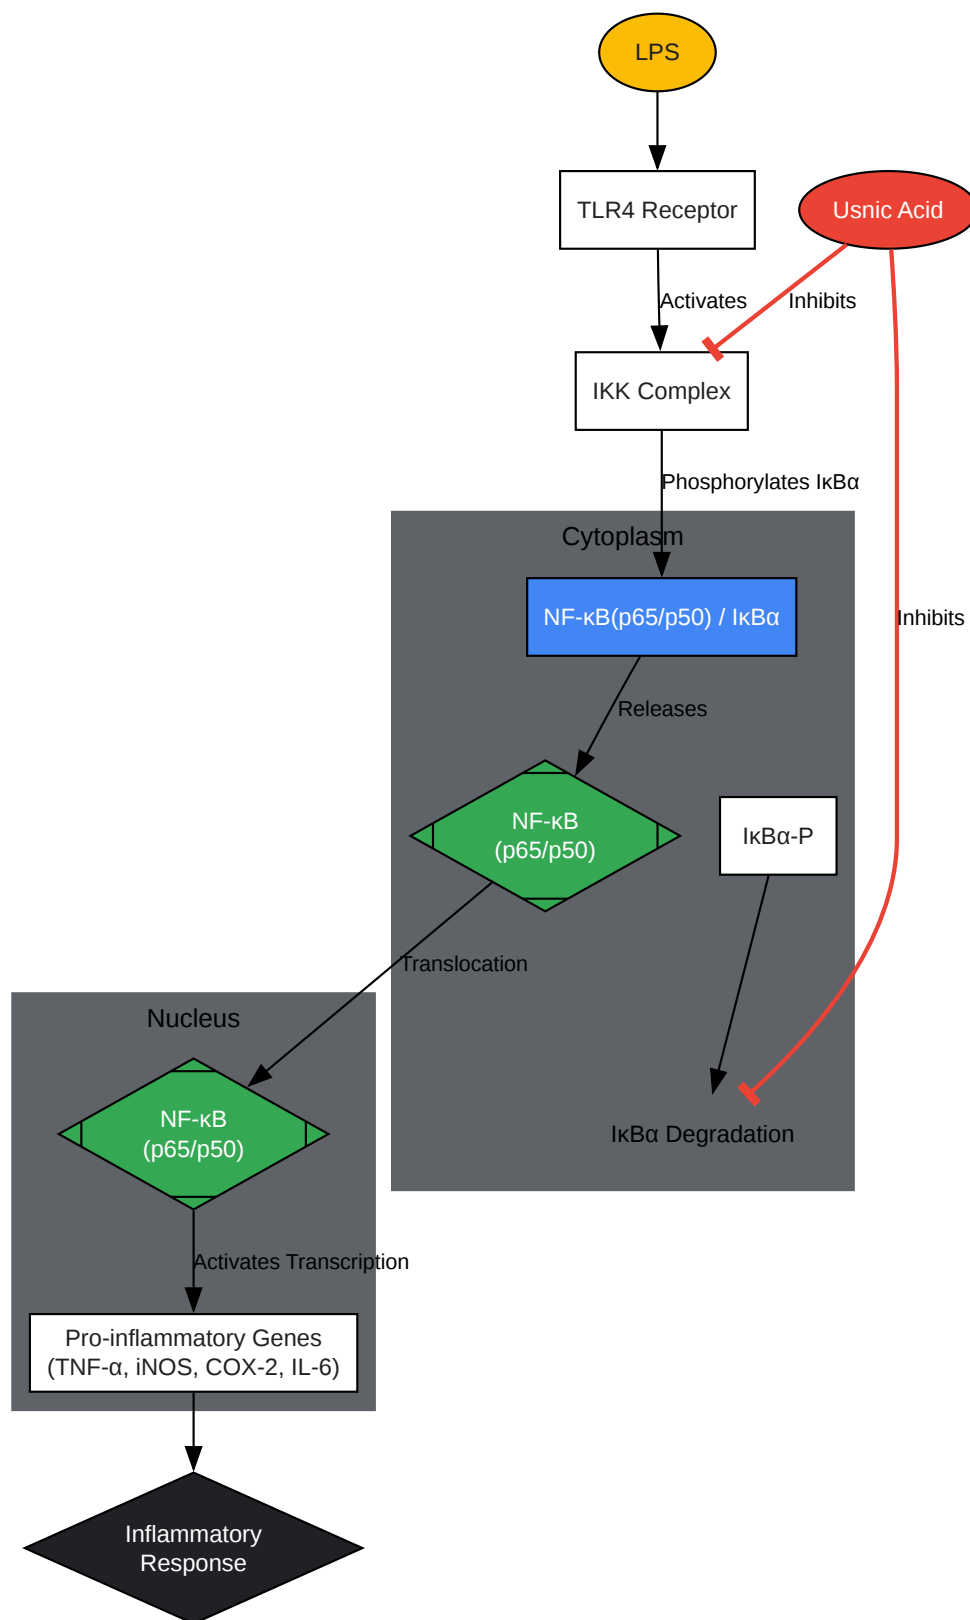 LPS
TLR4 Receptor
Usnic Acid
Activates
Inhibits
IKK Complex
Phosphorylates IκBα
Cytoplasm
NF-κB(p65/p50) / IκBα
Inhibits
Releases
NF-κB
(p65/p50)
IκBα-P
Translocation
Nucleus
NF-κB
(p65/p50)
IκBα Degradation
Activates Transcription
Pro-inflammatory Genes
(TNF-α, iNOS, COX-2, IL-6)
Inflammatory
Response